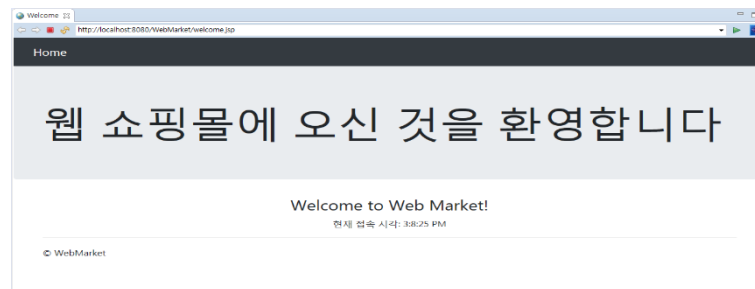 Welcome
http://localhost:8080/WebMarket/welcome.jsp
Home
웹 쇼핑몰에 오신 것을 환영합니다
Welcome to Web Market!
현재 접속 시각: 3:8:25 PM
© WebMarket